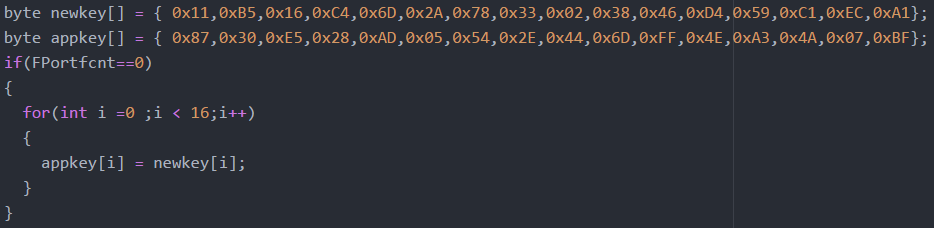 byte newkey[] = { 0x11,0xB5,0x16,0xC4,0x6D,0x2A,0x78,0x33,0x02,0x38,0x46,0xD4,0x59,0xC1,0xEC,0xA1};
byte appkey[] = { 0x87,0x30,0xE5,0x28,0xAD,0x05,0x54,0x2E,0x44,0x6D,0xFF,0x4E,0xA3,0x4A,0x07,0xBF};
if(FPortfcnt==0)
{
  for(int i =0 ;i < 16;i++)
  {
    appkey[i] = newkey[i];
  }
}